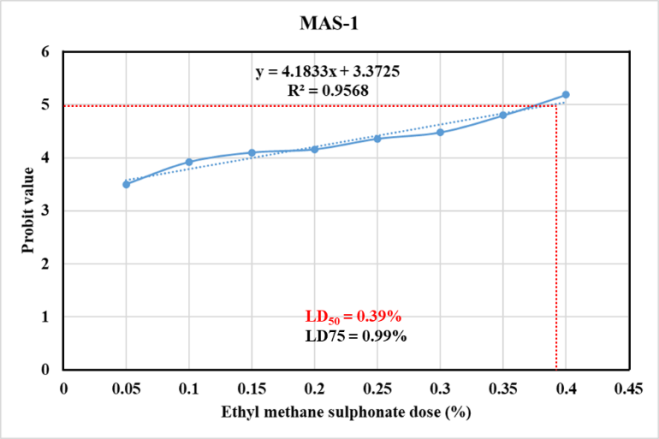 MAS-1
y = 4.1833x + 3.3725
R² = 0.9568
6
5
4
3
2
1
0
Probit value
LD₅₀ = 0.39%
LD75 = 0.99%
0 0.05 0.1 0.15 0.2 0.25 0.3 0.35 0.4 0.45
Ethyl methane sulphonate dose (%)